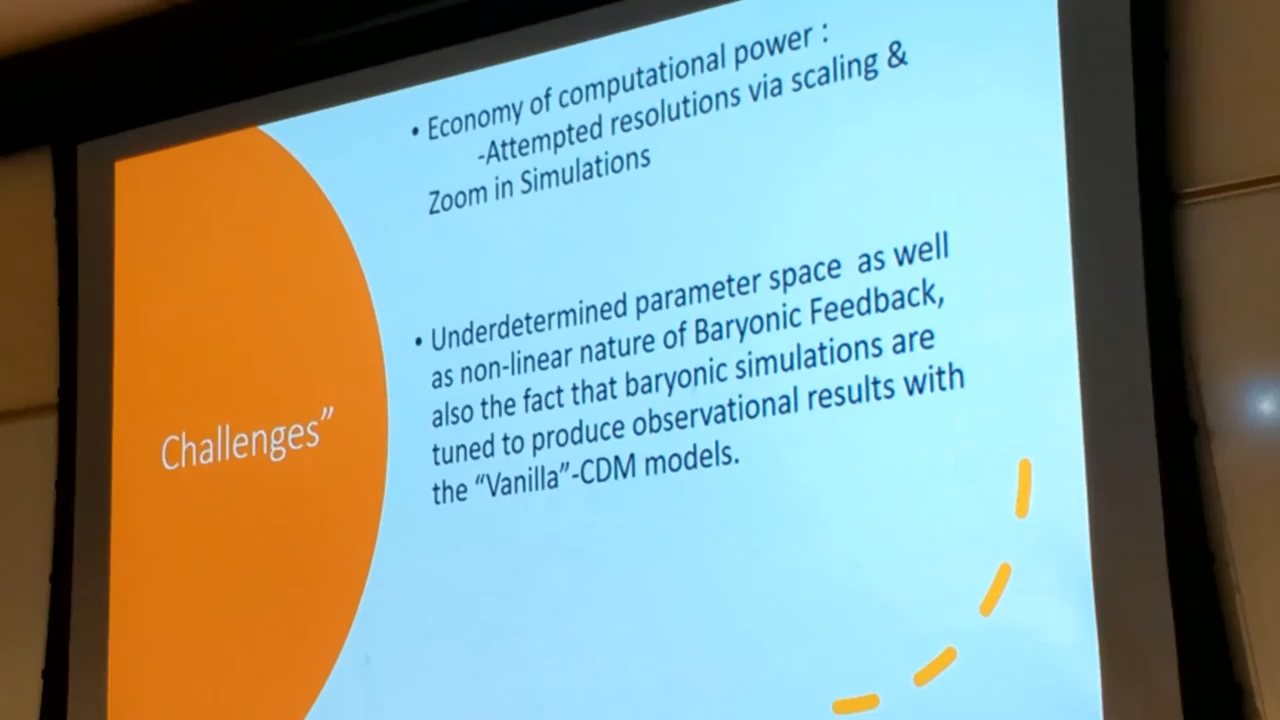 • Economy of computational power :
-Attempted resolutions via scaling &
Zoom in Simulations
• Underdetermined parameter space as well
as non-linear nature of Baryonic Feedback,
also the fact that baryonic simulations are
tuned to produce observational results with
the “Vanilla”-CDM models.
Challenges”